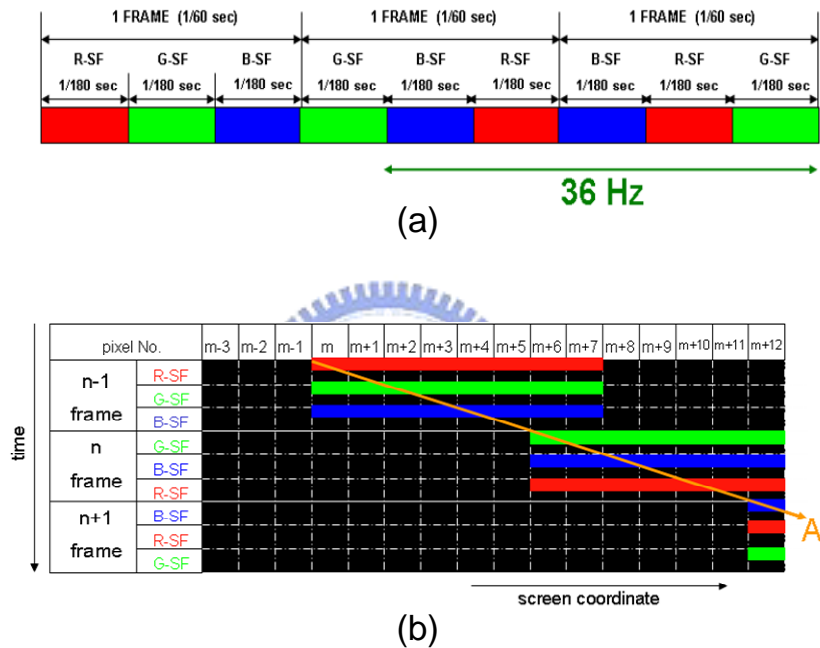 1 FRAME (1/60 sec) 1 FRAME (1/60 sec) 1 FRAME (1/60 sec)
R-SF G-SF B-SF G-SF B-SF R-SF B-SF R-SF G-SF
1/180 sec 1/180 sec 1/180 sec 1/180 sec 1/180 sec 1/180 sec 1/180 sec 1/180 sec 1/180 sec
36 Hz
(a)
pixel No. m-3 m-2 m-1 m m+1 m+2 m+3 m+4 m+5 m+6 m+7 m+8 m+9 m+10 m+11 m+12
time
n-1 frame
R-SF
G-SF
B-SF
n frame
G-SF
B-SF
R-SF
n+1 frame
B-SF
R-SF
G-SF
A
screen coordinate
(b)